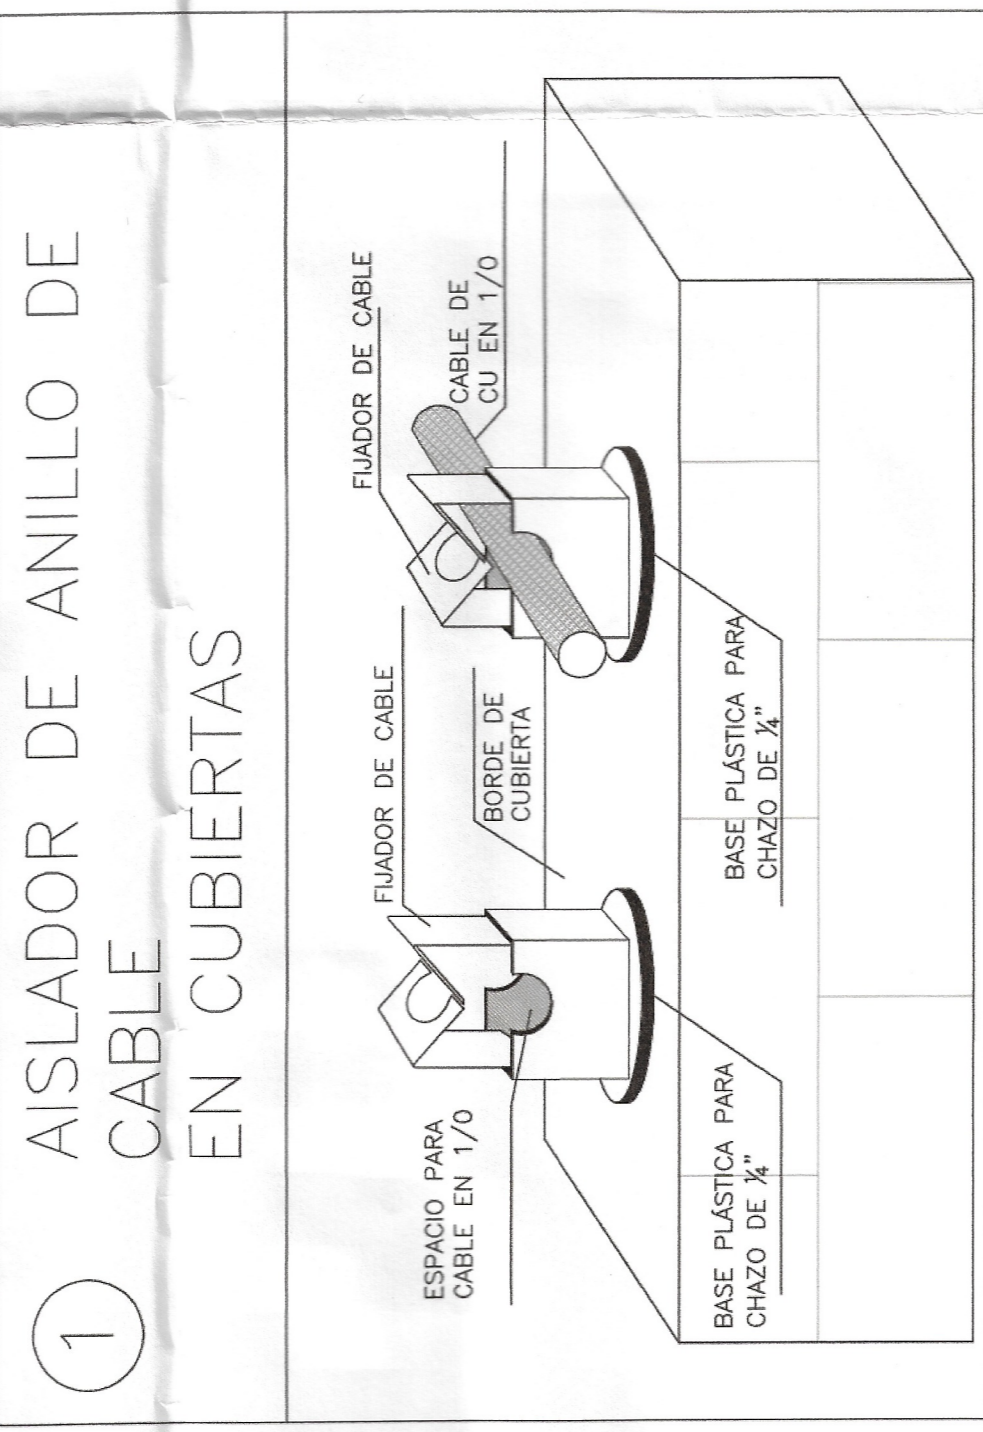 1
AISLADOR DE ANILLO DE
CABLE
EN CUBIERTAS
ESPACIO PARA
CABLE EN 1/0
FIJADOR DE CABLE
BORDE DE
CUBIERTA
FIJADOR DE CABLE
CABLE DE
CU EN 1/0
BASE PLÁSTICA PARA
CHAZO DE ¼"
BASE PLÁSTICA PARA
CHAZO DE ¼"